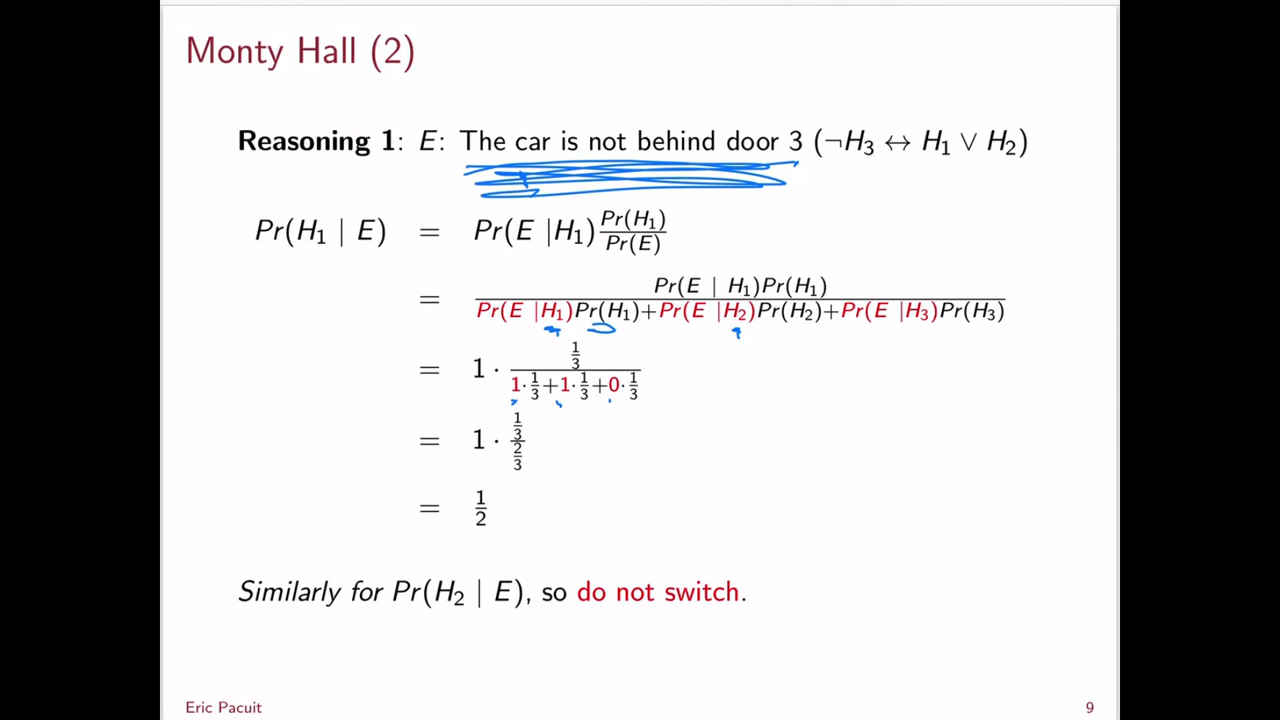 Monty Hall (2)
Reasoning 1: E: The car is not behind door 3 (¬H₃ ↔ H₁ ∨ H₂)
Pr(H₁ | E) = Pr(E |H₁) Pr(H₁)/Pr(E)
= Pr(E | H₁)Pr(H₁) / Pr(E |H₁)Pr(H₁)+Pr(E |H₂)Pr(H₂)+Pr(E |H₃)Pr(H₃)
= 1 · 1/3 / 1·1/3+1·1/3+0·1/3
= 1 · 1/3 / 2/3
= 1/2
Similarly for Pr(H₂ | E), so do not switch.
Eric Pacuit 9